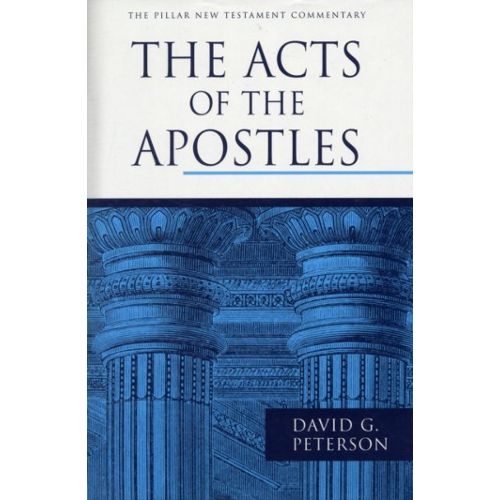 THE PILLAR NEW TESTAMENT COMMENTARY
THE ACTS
OF THE
APOSTLES
DAVID G.
PETERSON